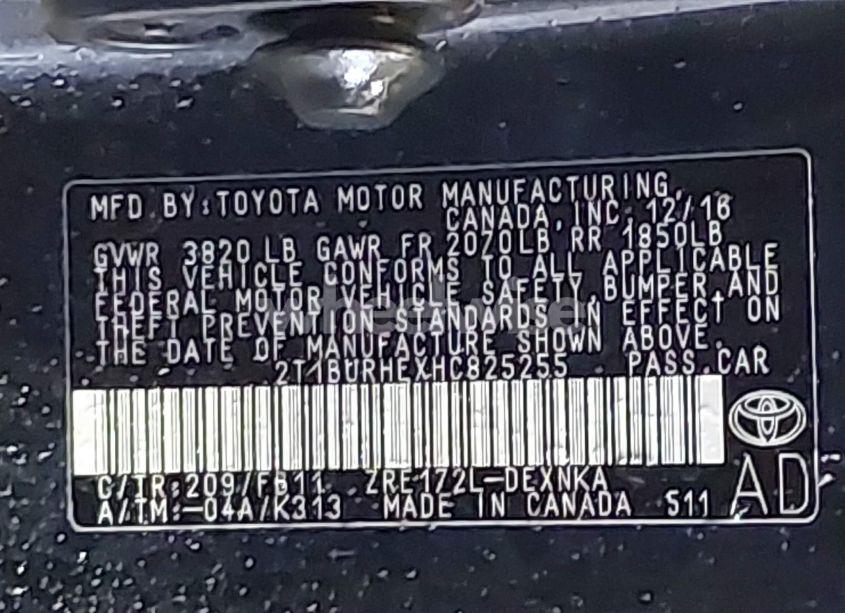 MFD.BY:TOYOTA MOTOR MANUFACTURING,
CANADA, INC. 12/16
GVWR 3820 LB GAWR FR 2070LB RR 1850LB
THIS VEHICLE CONFORMS TO ALL APPLICABLE
FEDERAL MOTOR VEHICLE SAFETY, BUMPER, AND
THEFT PREVENTION STANDARDS IN EFFECT ON
THE DATE OF MANUFACTURE SHOWN ABOVE.
2T1BURHEXHC825255 PASS.CAR
C/TR:209/FB11 ZRE172L-DEXNKA
A/TM:-04A/K313 MADE IN CANADA S11 AD